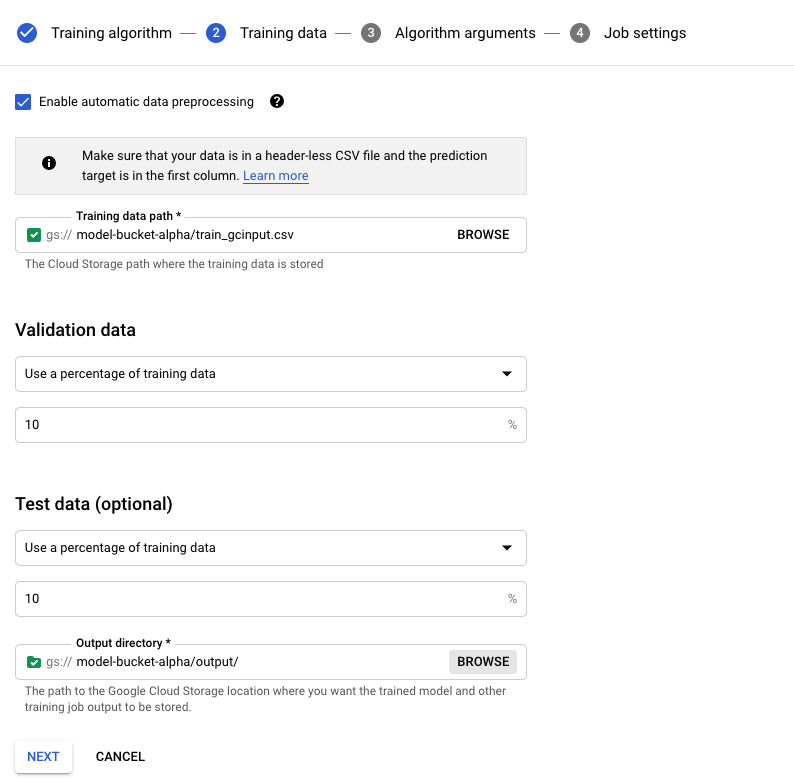 Training algorithm — 2 Training data — 3 Algorithm arguments — 4 Job settings
Enable automatic data preprocessing ?
Make sure that your data is in a header-less CSV file and the prediction
target is in the first column. Learn more
Training data path *
gs:// model-bucket-alpha/train_gcinput.csv BROWSE
The Cloud Storage path where the training data is stored
Validation data
Use a percentage of training data
10 %
Test data (optional)
Use a percentage of training data
10 %
Output directory *
gs:// model-bucket-alpha/output/ BROWSE
The path to the Google Cloud Storage location where you want the trained model and other
training job output to be stored.
NEXT CANCEL